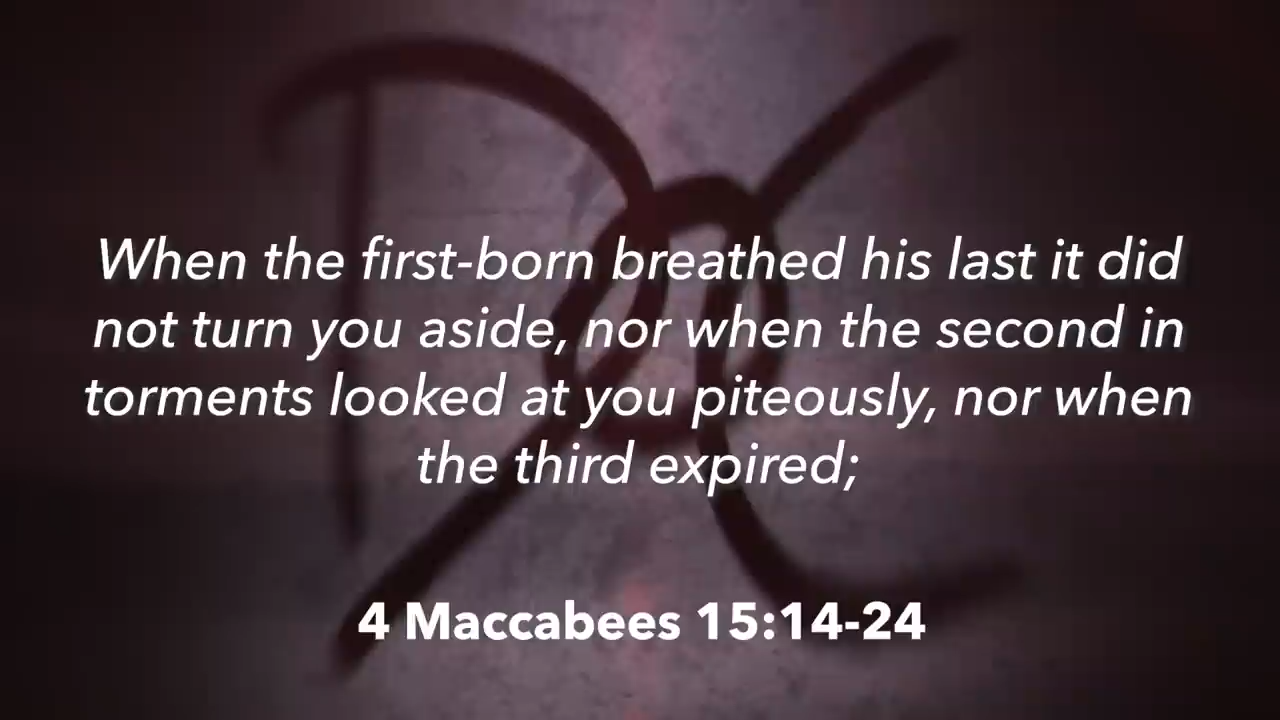 When the first-born breathed his last it did
not turn you aside, nor when the second in
torments looked at you piteously, nor when
the third expired;
4 Maccabees 15:14-24